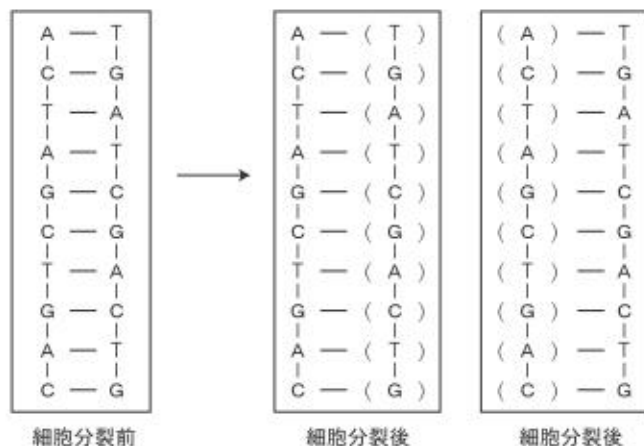 A — T A — ( T ) ( A ) — T
C — G C — ( G ) ( C ) — G
T — A T — ( A ) ( T ) — A
A — T A — ( T ) ( A ) — T
G — C G — ( C ) ( G ) — C
C — G C — ( G ) ( C ) — G
T — A T — ( A ) ( T ) — A
G — C G — ( C ) ( G ) — C
A — T A — ( T ) ( A ) — T
C — G C — ( G ) ( C ) — G
細胞分裂前 細胞分裂後 細胞分裂後